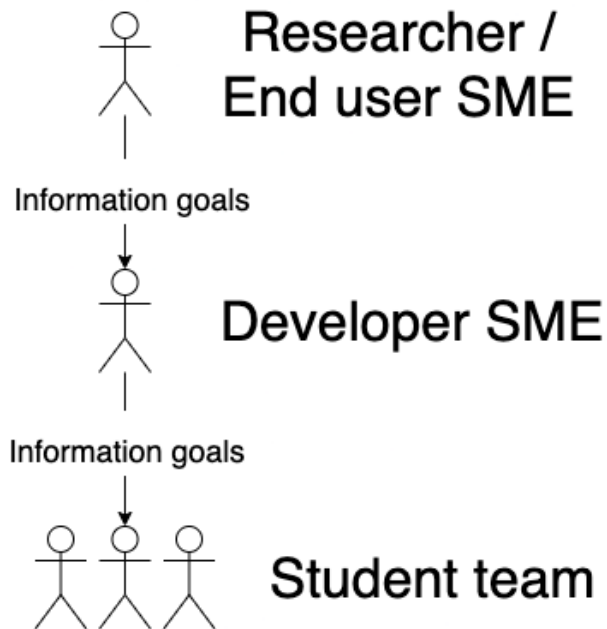 Researcher /
End user SME
Information goals
Developer SME
Information goals
Student team